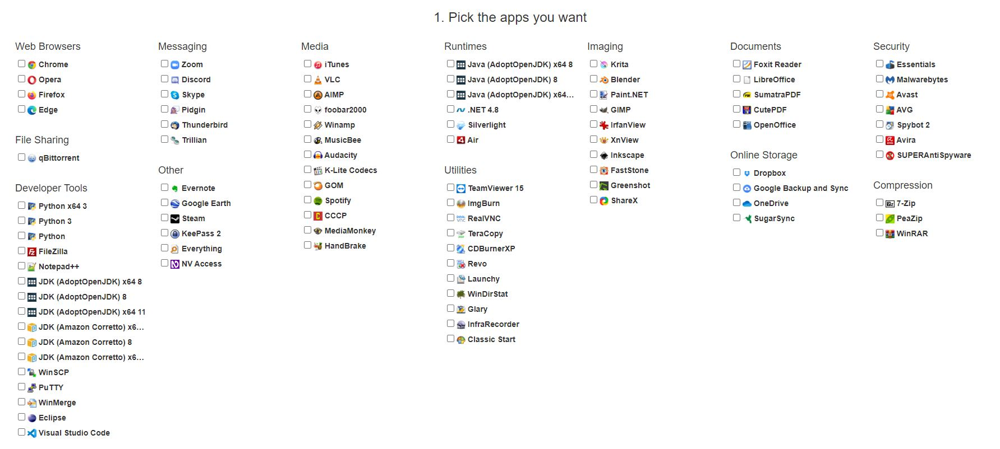 1. Pick the apps you want
Web Browsers
Chrome
Opera
Firefox
Edge
File Sharing
qBittorrent
Developer Tools
Python x64 3
Python 3
Python
FileZilla
Notepad++
JDK (AdoptOpenJDK) x64 8
JDK (AdoptOpenJDK) 8
JDK (AdoptOpenJDK) x64 11
JDK (Amazon Corretto) x6...
JDK (Amazon Corretto) 8
JDK (Amazon Corretto) x6...
WinSCP
PuTTY
WinMerge
Eclipse
Visual Studio Code
Messaging
Zoom
Discord
Skype
Pidgin
Thunderbird
Trillian
Other
Evernote
Google Earth
Steam
KeePass 2
Everything
NV Access
Media
iTunes
VLC
AIMP
foobar2000
Winamp
MusicBee
Audacity
K-Lite Codecs
GOM
Spotify
CCCP
MediaMonkey
HandBrake
Runtimes
Java (AdoptOpenJDK) x64 8
Java (AdoptOpenJDK) 8
Java (AdoptOpenJDK) x64...
.NET 4.8
Silverlight
Air
Utilities
TeamViewer 15
ImgBurn
RealVNC
TeraCopy
CDBurnerXP
Revo
Launchy
WinDirStat
Glary
InfraRecorder
Classic Start
Imaging
Krita
Blender
Paint.NET
GIMP
IrfanView
XnView
Inkscape
FastStone
Greenshot
ShareX
Documents
Foxit Reader
LibreOffice
SumatraPDF
CutePDF
OpenOffice
Online Storage
Dropbox
Google Backup and Sync
OneDrive
SugarSync
Security
Essentials
Malwarebytes
Avast
AVG
Spybot 2
Avira
SUPERAntiSpyware
Compression
7-Zip
PeaZip
WinRAR